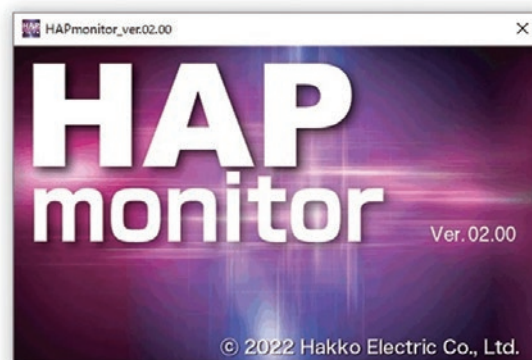 HAPmonitor_ver.02.00
HAP
monitor
Ver.02.00
© 2022 Hakko Electric Co., Ltd.